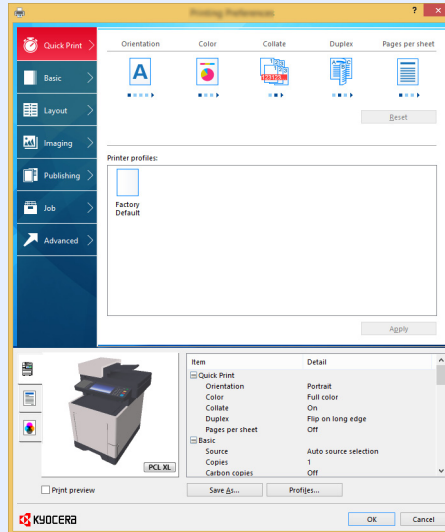 Printing Preferences
?
x
Quick Print
Orientation
Color
Collate
Duplex
Pages per sheet
A
123123
A
B
Basic
Layout
Reset
Imaging
Printer profiles:
Publishing
Factory
Default
Job
Advanced
Apply
Item Detail
Quick Print
Orientation Portrait
Color Full color
Collate On
Duplex Flip on long edge
Pages per sheet Off
Basic
Source Auto source selection
Copies 1
Carbon copies Off
PCL XL
Print preview
Save As...
Profiles...
KYOCERA
OK
Cancel